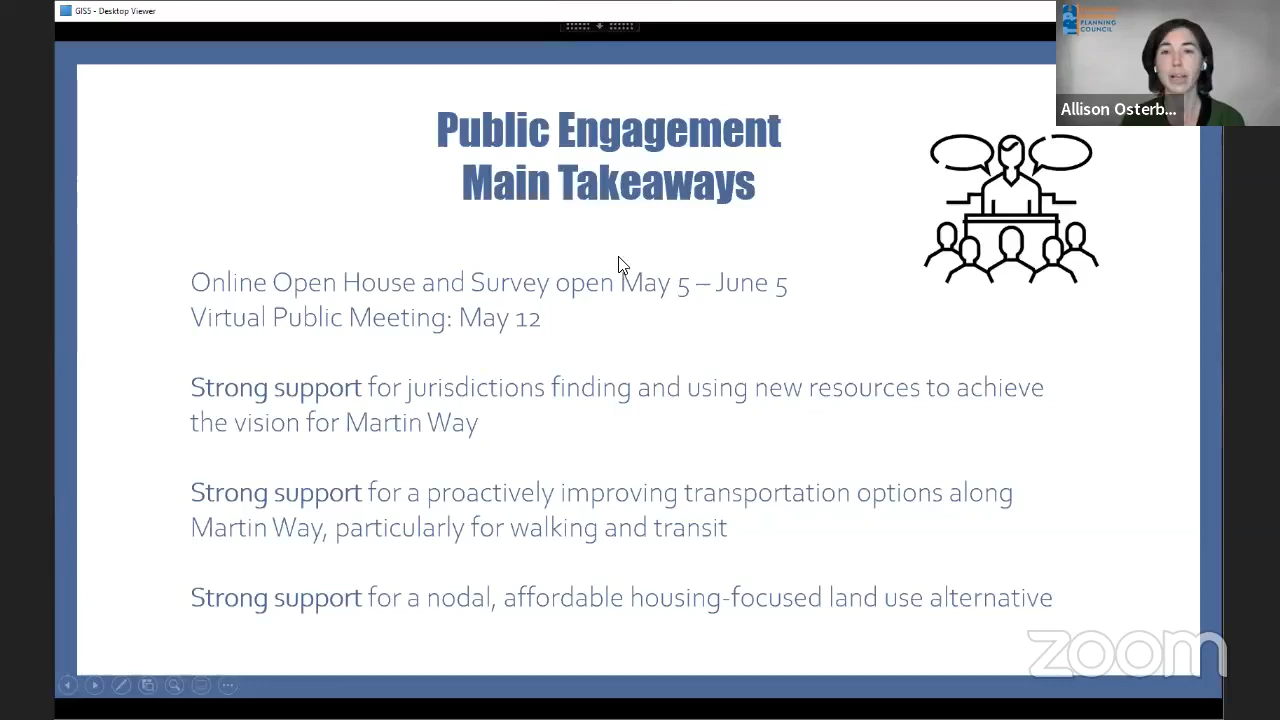 GIS5 - Desktop Viewer
PLANNING
COUNCIL
Allison Osterb...
Public Engagement
Main Takeaways
Online Open House and Survey open May 5 – June 5
Virtual Public Meeting: May 12
Strong support for jurisdictions finding and using new resources to achieve
the vision for Martin Way
Strong support for a proactively improving transportation options along
Martin Way, particularly for walking and transit
Strong support for a nodal, affordable housing-focused land use alternative
zoom